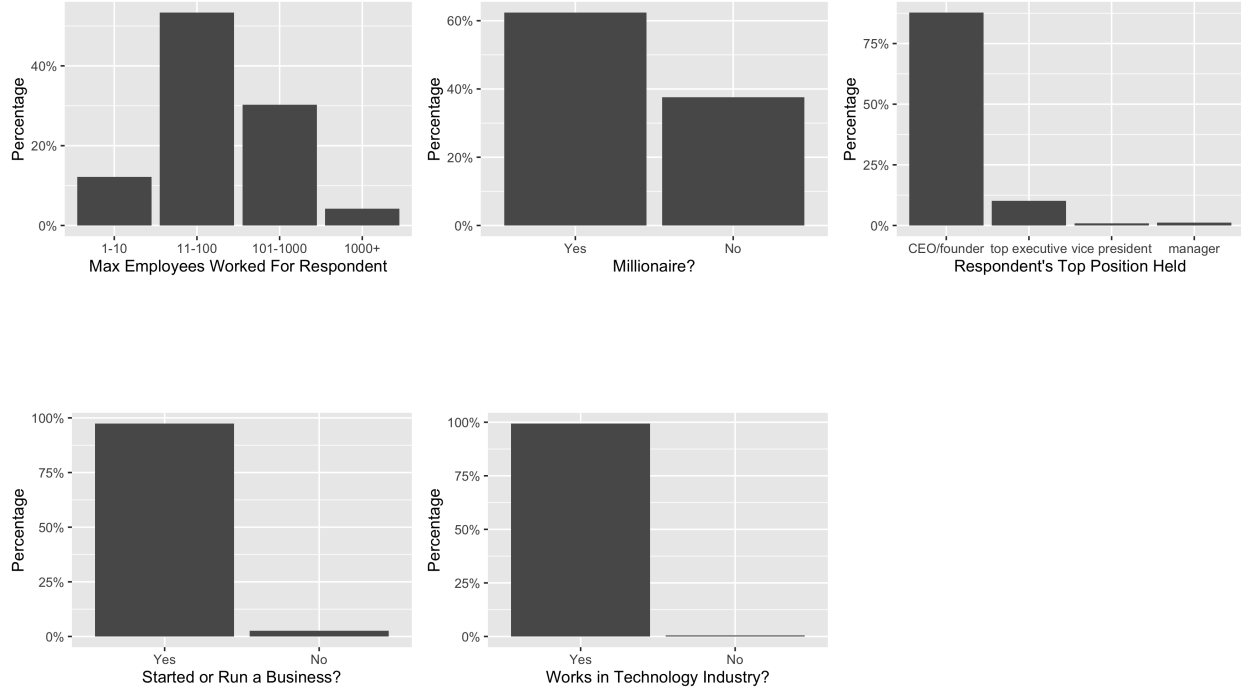 Percentage
40%
20%
0%
1-10 11-100 101-1000 1000+
Max Employees Worked For Respondent
Percentage
60%
40%
20%
0%
Yes No
Millionaire?
Percentage
75%
50%
25%
0%
CEO/founder top executive vice president manager
Respondent's Top Position Held
Percentage
100%
75%
50%
25%
0%
Yes No
Started or Run a Business?
Percentage
100%
75%
50%
25%
0%
Yes No
Works in Technology Industry?